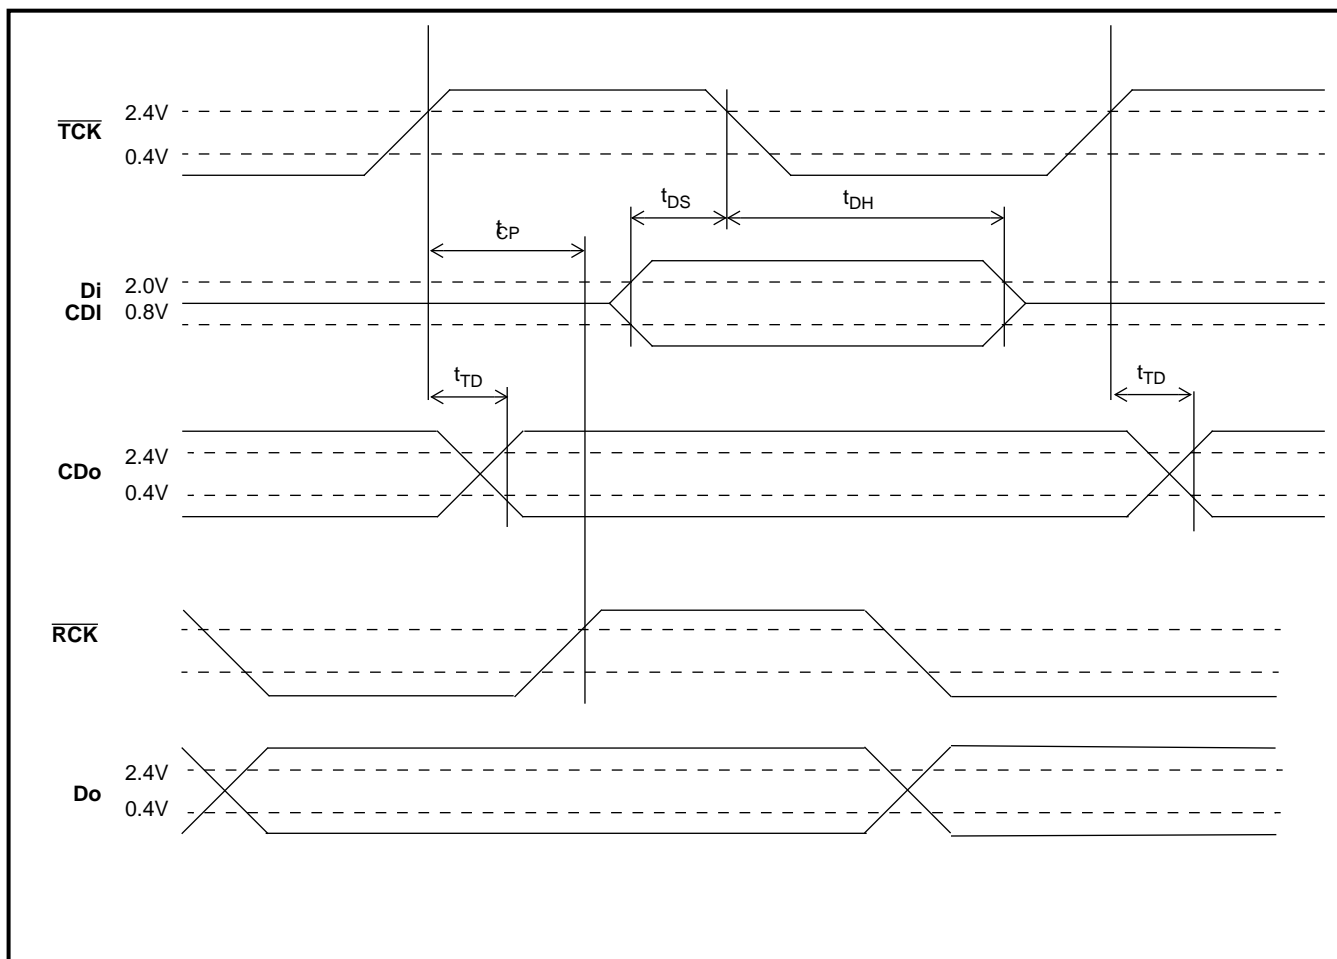 TCK 2.4V
0.4V
tDS tDH
tCP
Di 2.0V
CDI 0.8V
tTD tTD
CDo 2.4V
0.4V
RCK
Do 2.4V
0.4V